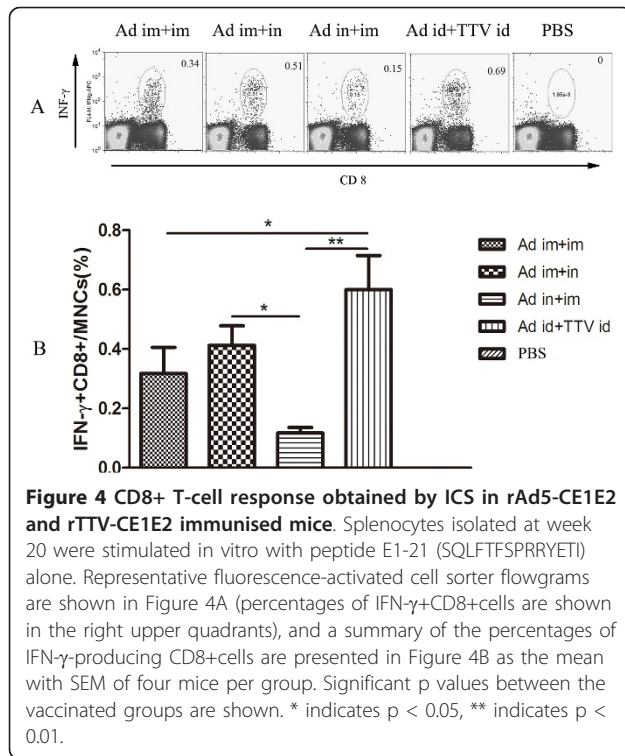 Ad im+im Ad im+in Ad in+im Ad id+TTV id PBS
0.34 0.51 0.15 0.69 0
A
INF-γ
CD 8
0.8
0.6
0.4
0.2
0.0
IFN-γ+CD8+/MNCs(%)
B
*
**
*
Ad im+im
Ad im+in
Ad in+im
Ad id+TTV id
PBS
Figure 4 CD8+ T-cell response obtained by ICS in rAd5-CE1E2
and rTTV-CE1E2 immunised mice. Splenocytes isolated at week
20 were stimulated in vitro with peptide E1-21 (SQLFTFSPRRYETI)
alone. Representative fluorescence-activated cell sorter flowgrams
are shown in Figure 4A (percentages of IFN-γ+CD8+cells are shown
in the right upper quadrants), and a summary of the percentages of
IFN-γ-producing CD8+cells are presented in Figure 4B as the mean
with SEM of four mice per group. Significant p values between the
vaccinated groups are shown. * indicates p < 0.05, ** indicates p <
0.01.